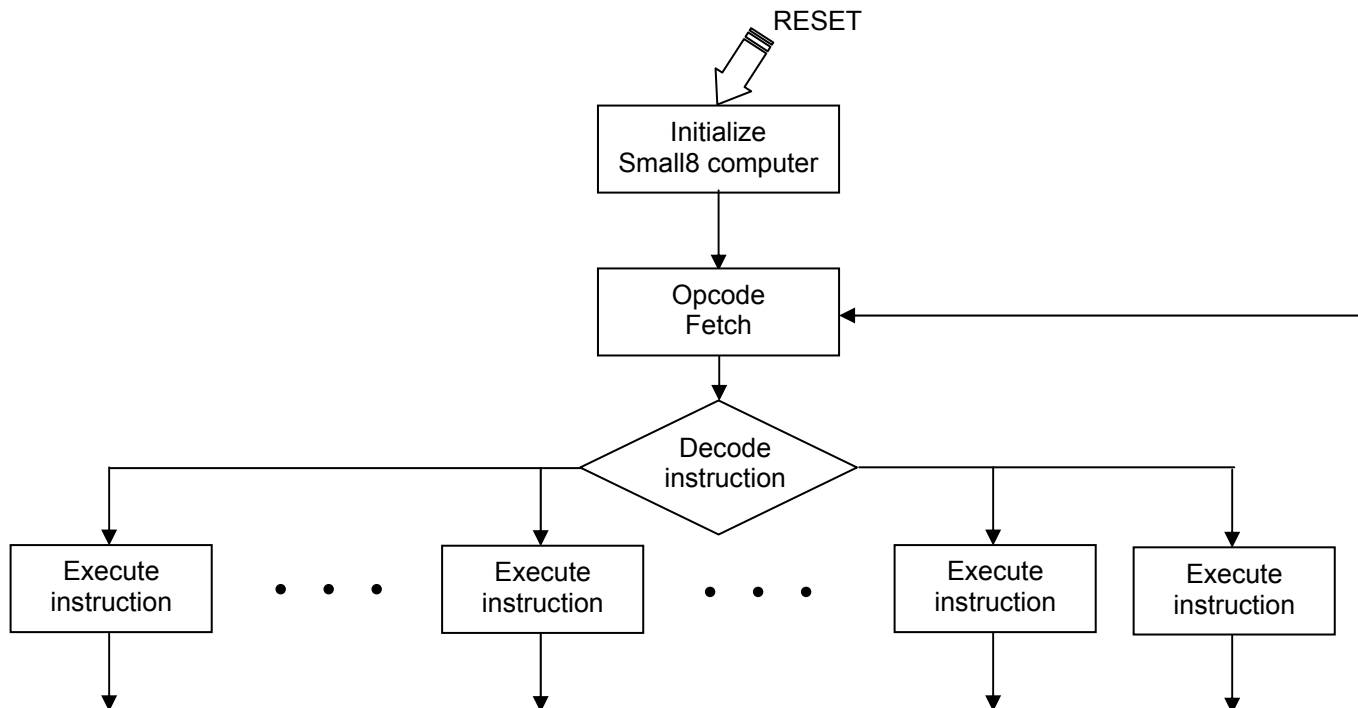 RESET
Initialize
Small8 computer
Opcode
Fetch
Decode
instruction
Execute
instruction
Execute
instruction
Execute
instruction
Execute
instruction